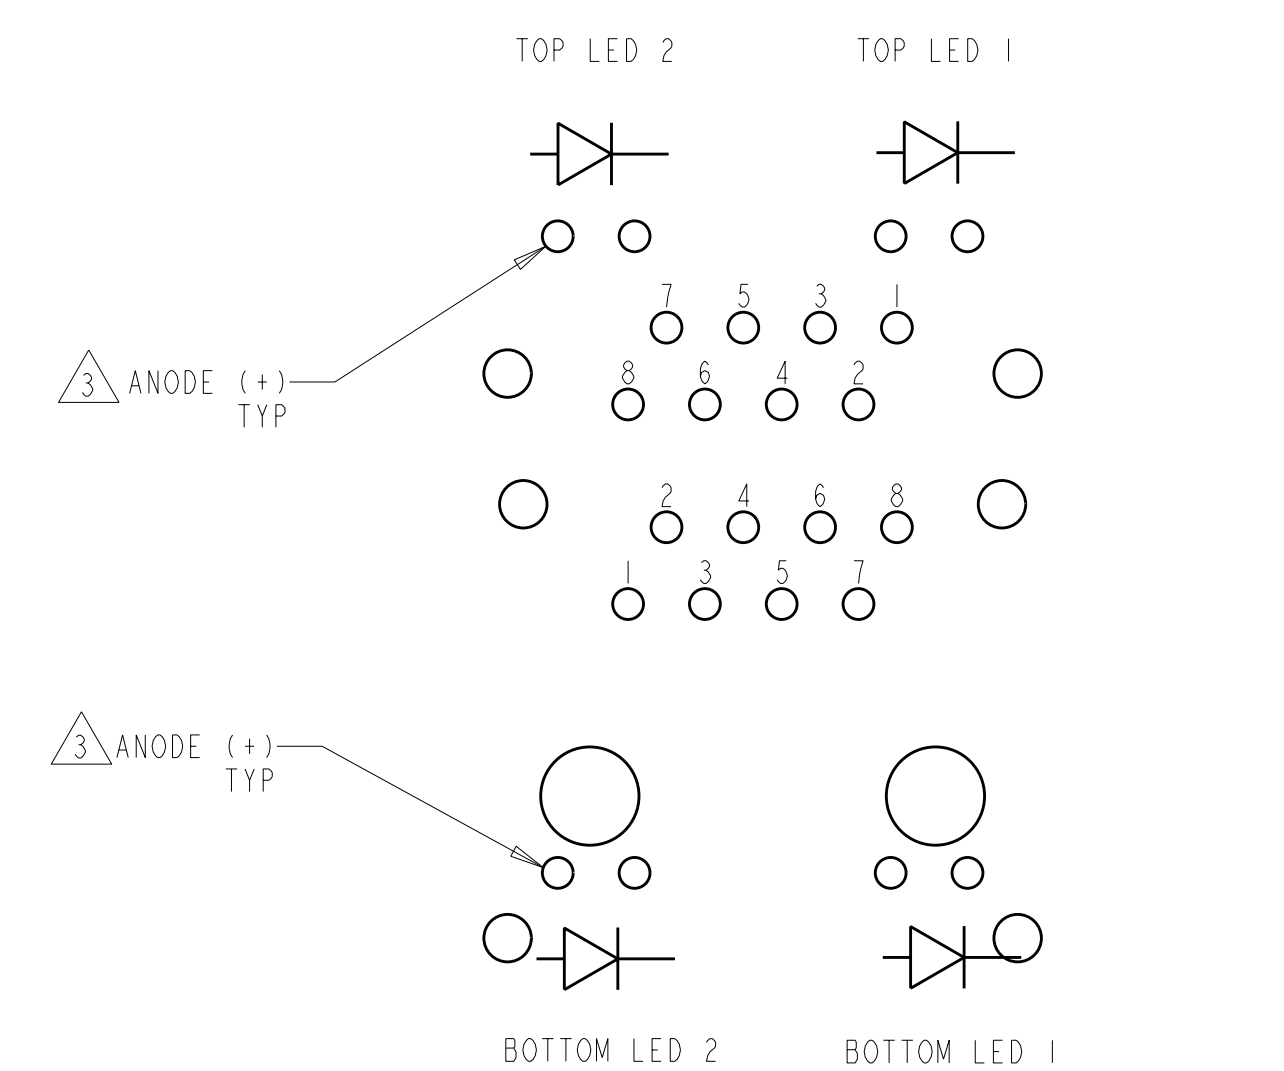 TOP LED 2 TOP LED 1
7 5 3 1
3 ANODE (+)
TYP
8 6 4 2
2 4 6 8
1 3 5 7
3 ANODE (+)
TYP
BOTTOM LED 2 BOTTOM LED 1